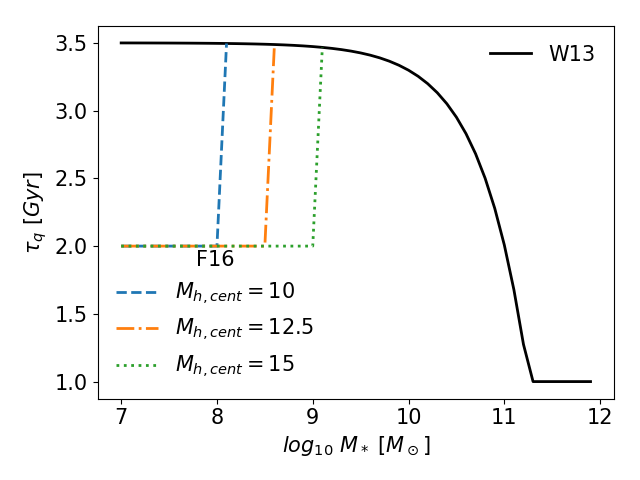 3.5
3.0
2.5
2.0
1.5
1.0
τq [Gyr]
W13
F16
Mh,cent = 10
Mh,cent = 12.5
Mh,cent = 15
7 8 9 10 11 12
log10 M* [M⊙]